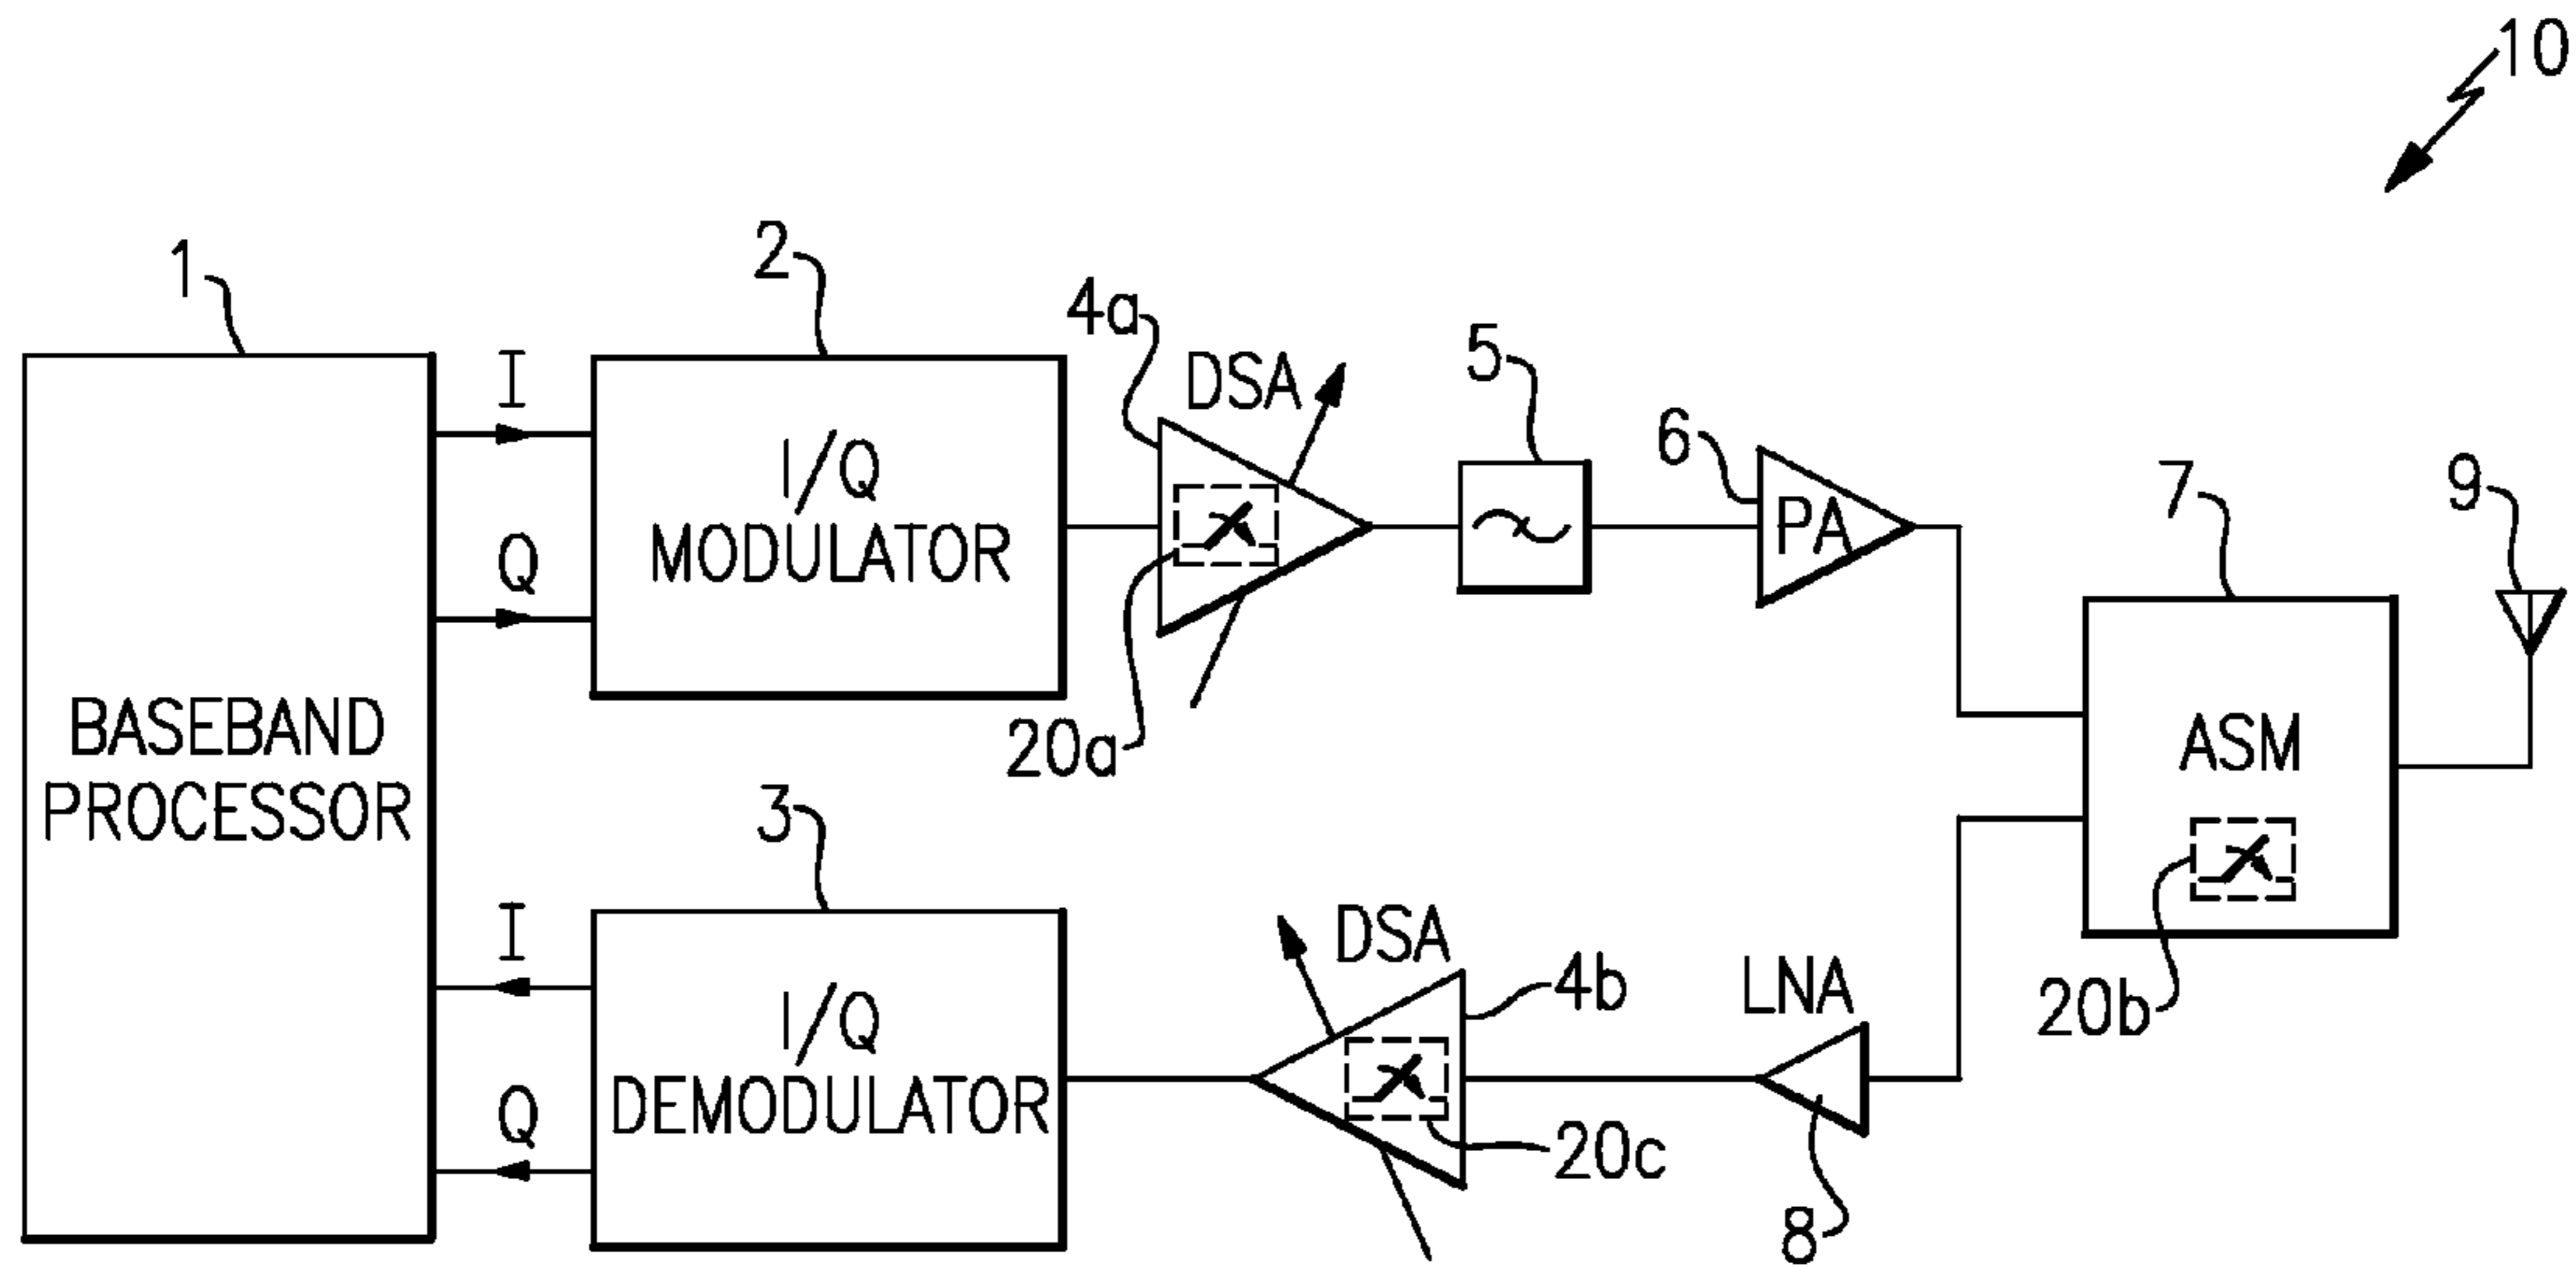 10
1
2
4a
DSA
5
6
7
9
I
I/Q
MODULATOR
PA
Q
20a
BASEBAND
PROCESSOR
ASM
3
I
DSA
4b
LNA
20b
I/Q
DEMODULATOR
Q
20c
8